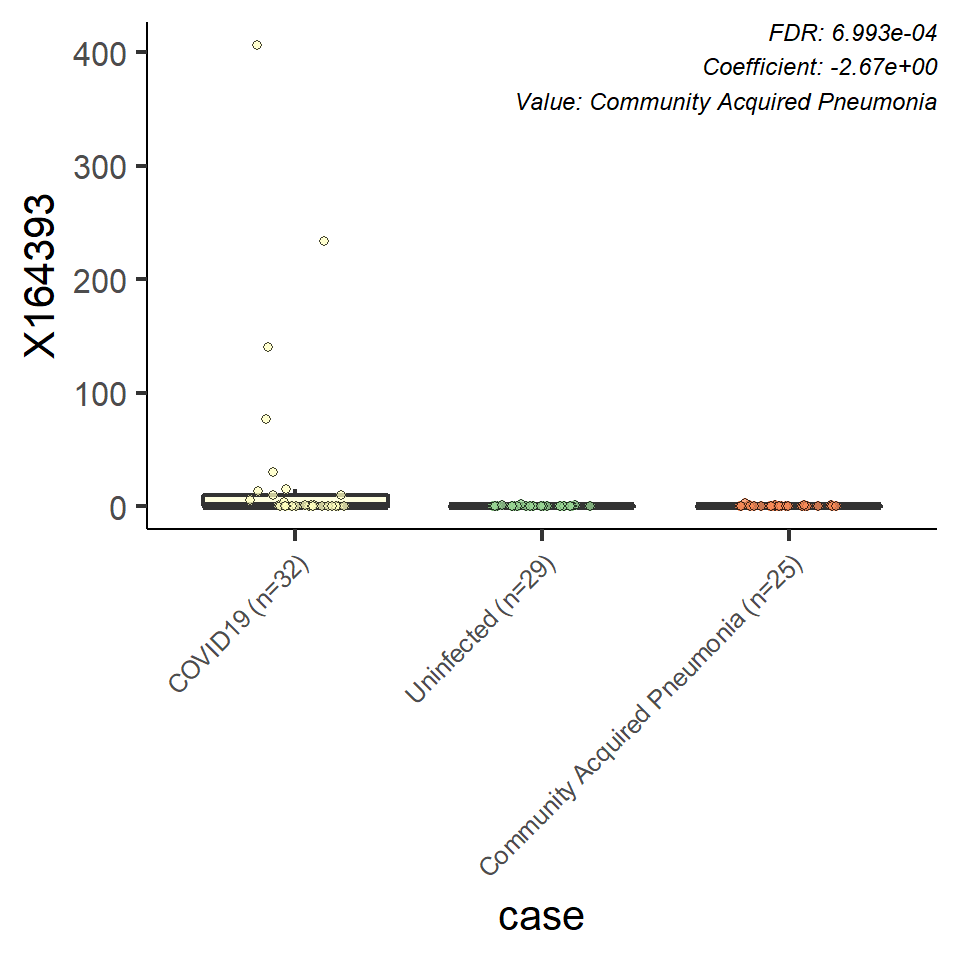 FDR: 6.993e-04
Coefficient: -2.67e+00
Value: Community Acquired Pneumonia
400
300
200
100
0
X164393
COVID19 (n=32)
Uninfected (n=29)
Community Acquired Pneumonia (n=25)
case